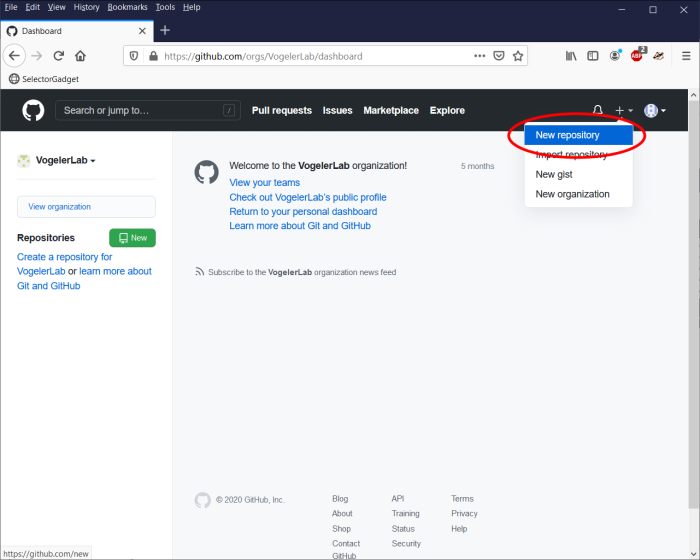 File Edit View History Bookmarks Tools Help
Dashboard
https://github.com/orgs/VogelerLab/dashboard
ABP 2
SelectorGadget
Search or jump to… /
Pull requests Issues Marketplace Explore
New repository
Import repository
New gist
New organization
VogelerLab
View organization
Repositories
New
Create a repository for
VogelerLab or learn more about
Git and GitHub
Welcome to the VogelerLab organization!
5 months
View your teams
Check out VogelerLab's public profile
Return to your personal dashboard
Learn more about Git and GitHub
Subscribe to the VogelerLab organization news feed
© 2020 GitHub, Inc.
Blog
About
Shop
Contact
GitHub
API
Training
Status
Security
Terms
Privacy
Help
https://github.com/new